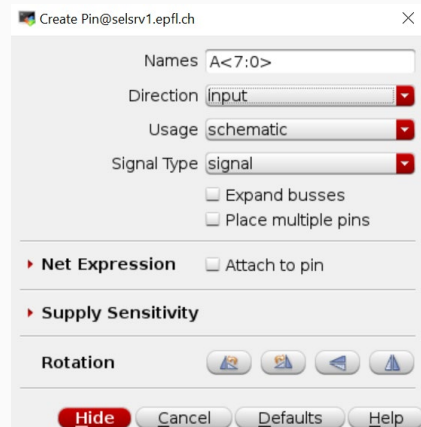 Create Pin@selsrv1.epfl.ch
Names A<7:0>
Direction input
Usage schematic
Signal Type signal
Expand busses
Place multiple pins
Net Expression Attach to pin
Supply Sensitivity
Rotation
Hide Cancel Defaults Help